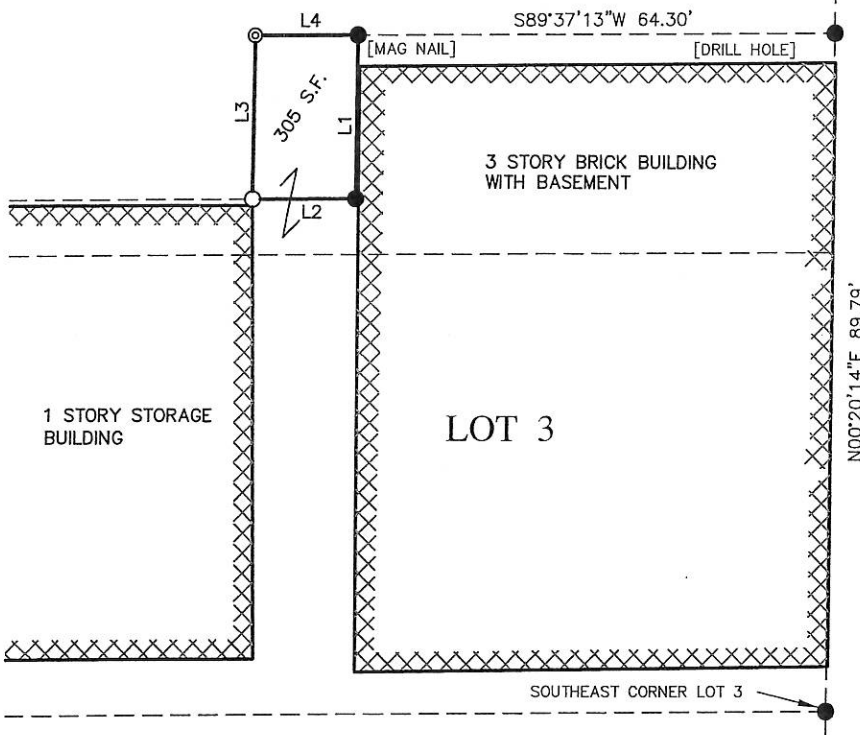 L4
S89°37'13"W 64.30'
[MAG NAIL]
[DRILL HOLE]
L3
305 S.F.
L1
3 STORY BRICK BUILDING
WITH BASEMENT
L2
N00°20'14"E 89.79'
1 STORY STORAGE
BUILDING
LOT 3
SOUTHEAST CORNER LOT 3